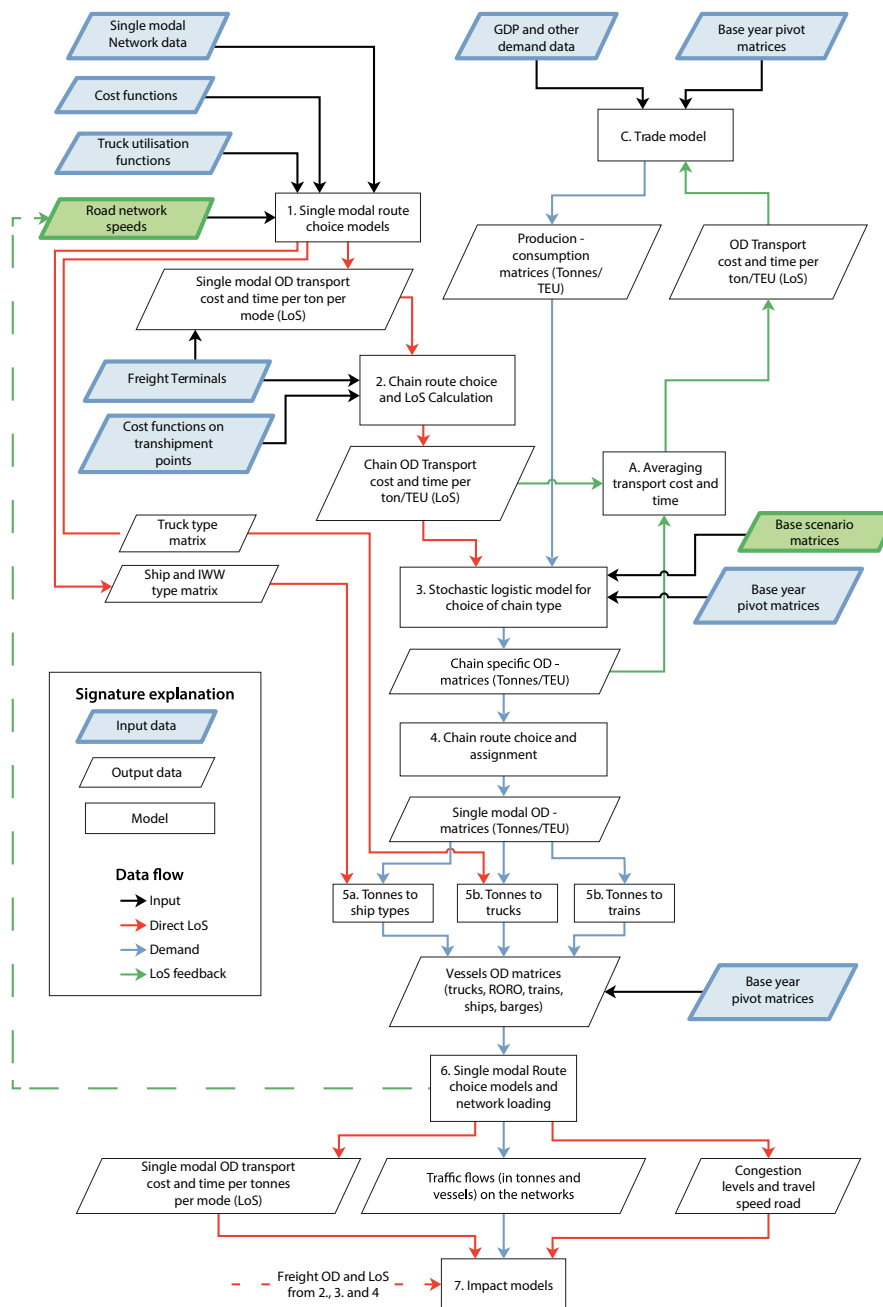 Single modal
Network data
GDP and other
demand data
Base year pivot
matrices
Cost functions
Truck utilisation
functions
C. Trade model
Road network
speeds
1. Single modal route
choice models
Producion -
consumption
matrices (Tonnes/
TEU)
OD Transport
cost and time per
ton/TEU (LoS)
Single modal OD transport
cost and time per ton per
mode (LoS)
Freight Terminals
2. Chain route choice
and LoS Calculation
Cost functions on
transhipment
points
Chain OD Transport
cost and time per
ton/TEU (LoS)
A. Averaging
transport cost and
time
Truck type
matrix
Base scenario
matrices
Ship and IWW
type matrix
3. Stochastic logistic model for
choice of chain type
Base year
pivot matrices
Chain specific OD -
matrices (Tonnes/TEU)
Signature explanation
Input data
Output data
Model
Data flow
Input
Direct LoS
Demand
LoS feedback
4. Chain route choice and
assignment
Single modal OD -
matrices (Tonnes/TEU)
5a. Tonnes to
ship types
5b. Tonnes to
trucks
5b. Tonnes to
trains
Vessels OD matrices
(trucks, RORO, trains,
ships, barges)
Base year
pivot matrices
6. Single modal Route
choice models and
network loading
Single modal OD transport
cost and time per tonnes
per mode (LoS)
Traffic flows (in tonnes and
vessels) on the networks
Congestion
levels and travel
speed road
Freight OD and LoS
from 2., 3. and 4
7. Impact models